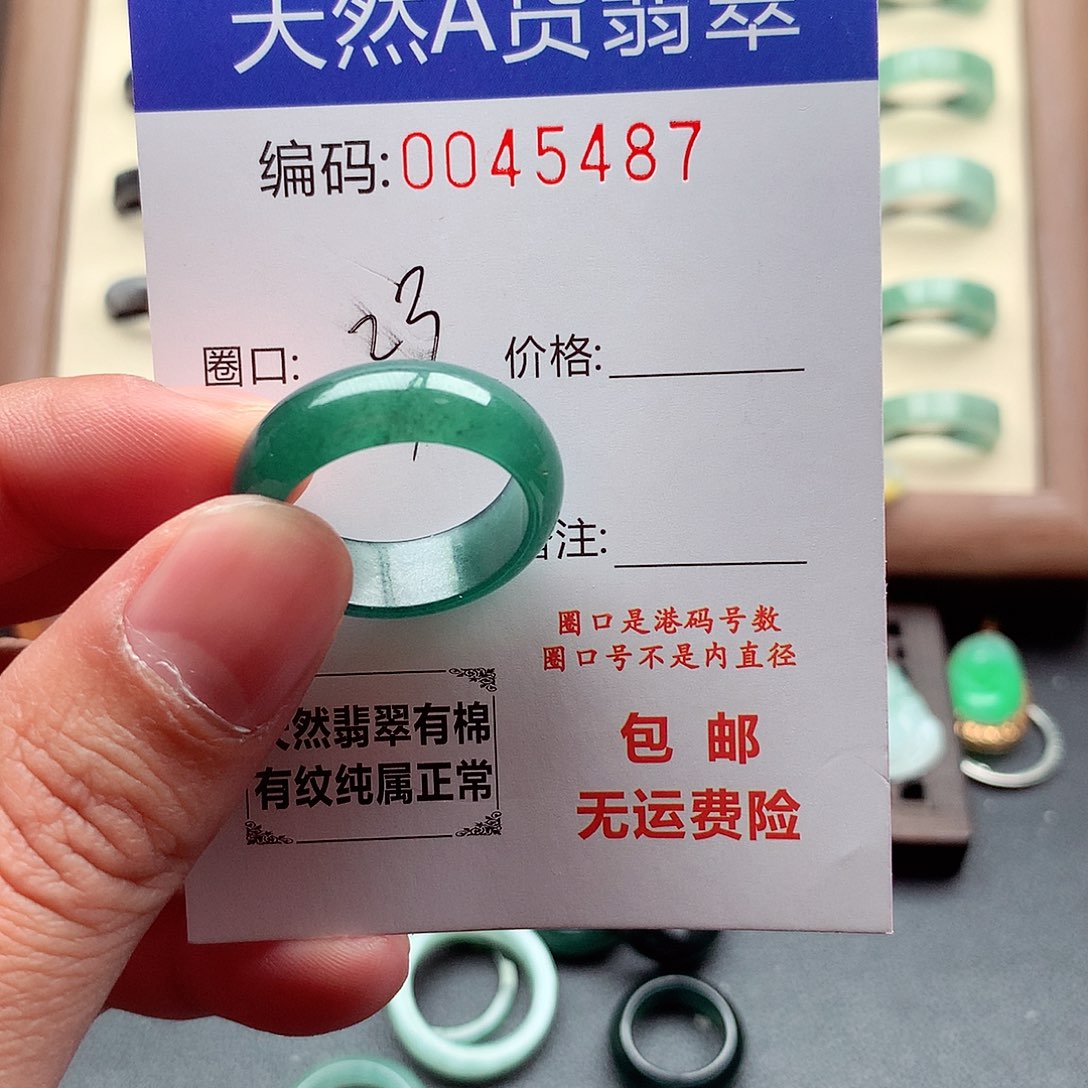 天然A货翡翠
编码:0045487
圈口: 23 价格:
注:
圈口是港码号数
圈口号不是内直径
然翡翠有棉
有纹纯属正常
包 邮
无运费险